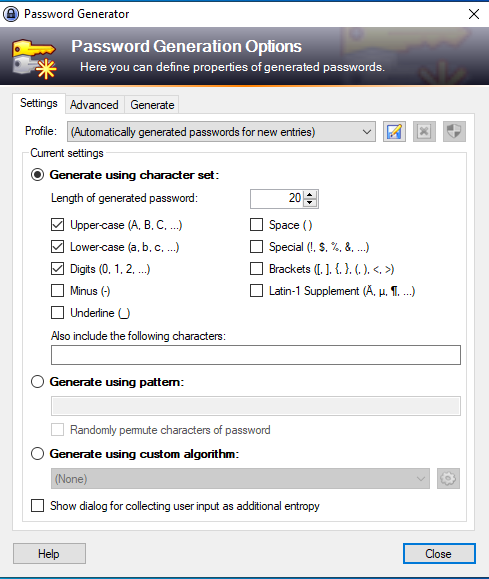 Password Generator
Password Generation Options
Here you can define properties of generated passwords.
Settings Advanced Generate
Profile: (Automatically generated passwords for new entries)
Current settings
Generate using character set:
Length of generated password: 20
Upper-case (A, B, C, ...) Space ( )
Lower-case (a, b, c, ...) Special (!, $, %, &, ...)
Digits (0, 1, 2, ...) Brackets ([, ], {, }, (, ), <, >)
Minus (-) Latin-1 Supplement (Ä, µ, ¶, ...)
Underline (_)
Also include the following characters:
Generate using pattern:
Randomly permute characters of password
Generate using custom algorithm:
(None)
Show dialog for collecting user input as additional entropy
Help Close